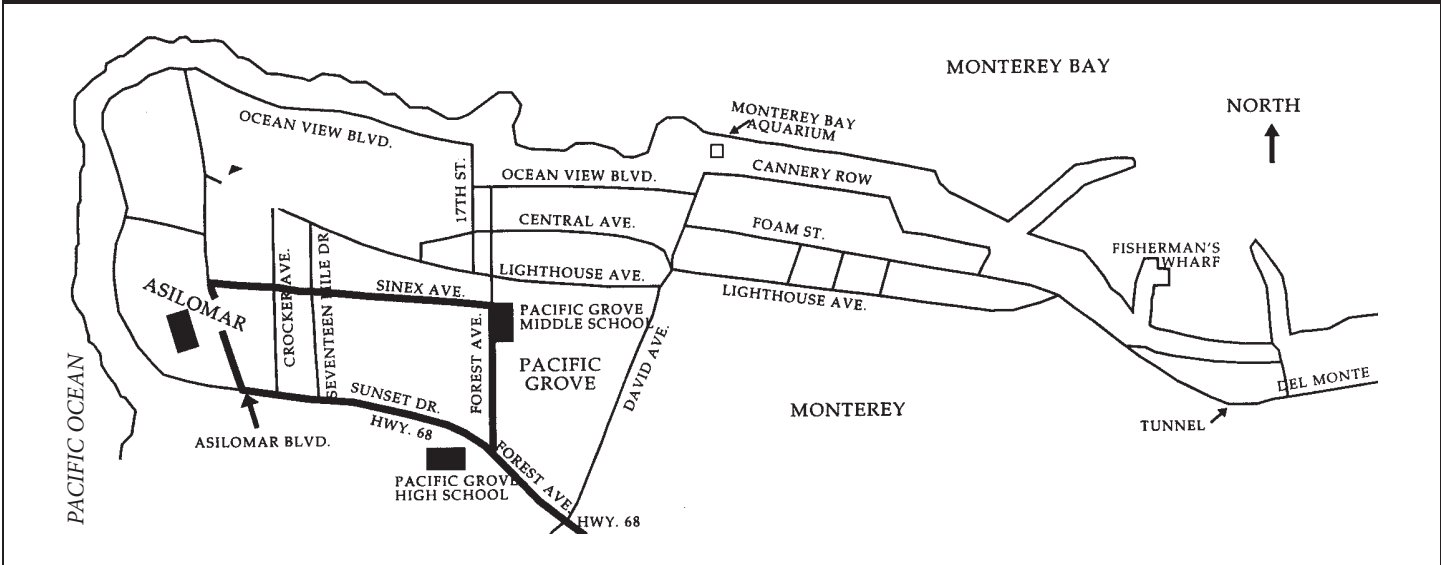 MONTEREY BAY
NORTH
MONTEREY BAY
AQUARIUM
OCEAN VIEW BLVD.
CANNERY ROW
17TH ST.
OCEAN VIEW BLVD.
CENTRAL AVE.
FOAM ST.
FISHERMAN'S
WHARF
LIGHTHOUSE AVE.
SINEX AVE.
LIGHTHOUSE AVE.
ASILOMAR
CROCKER AVE.
SEVENTEEN MILE DR.
PACIFIC GROVE
MIDDLE SCHOOL
FOREST AVE.
PACIFIC
GROVE
DAVID AVE.
DEL MONTE
SUNSET DR.
HWY. 68
MONTEREY
TUNNEL
PACIFIC OCEAN
ASILOMAR BLVD.
FOREST AVE.
PACIFIC GROVE
HIGH SCHOOL
HWY. 68